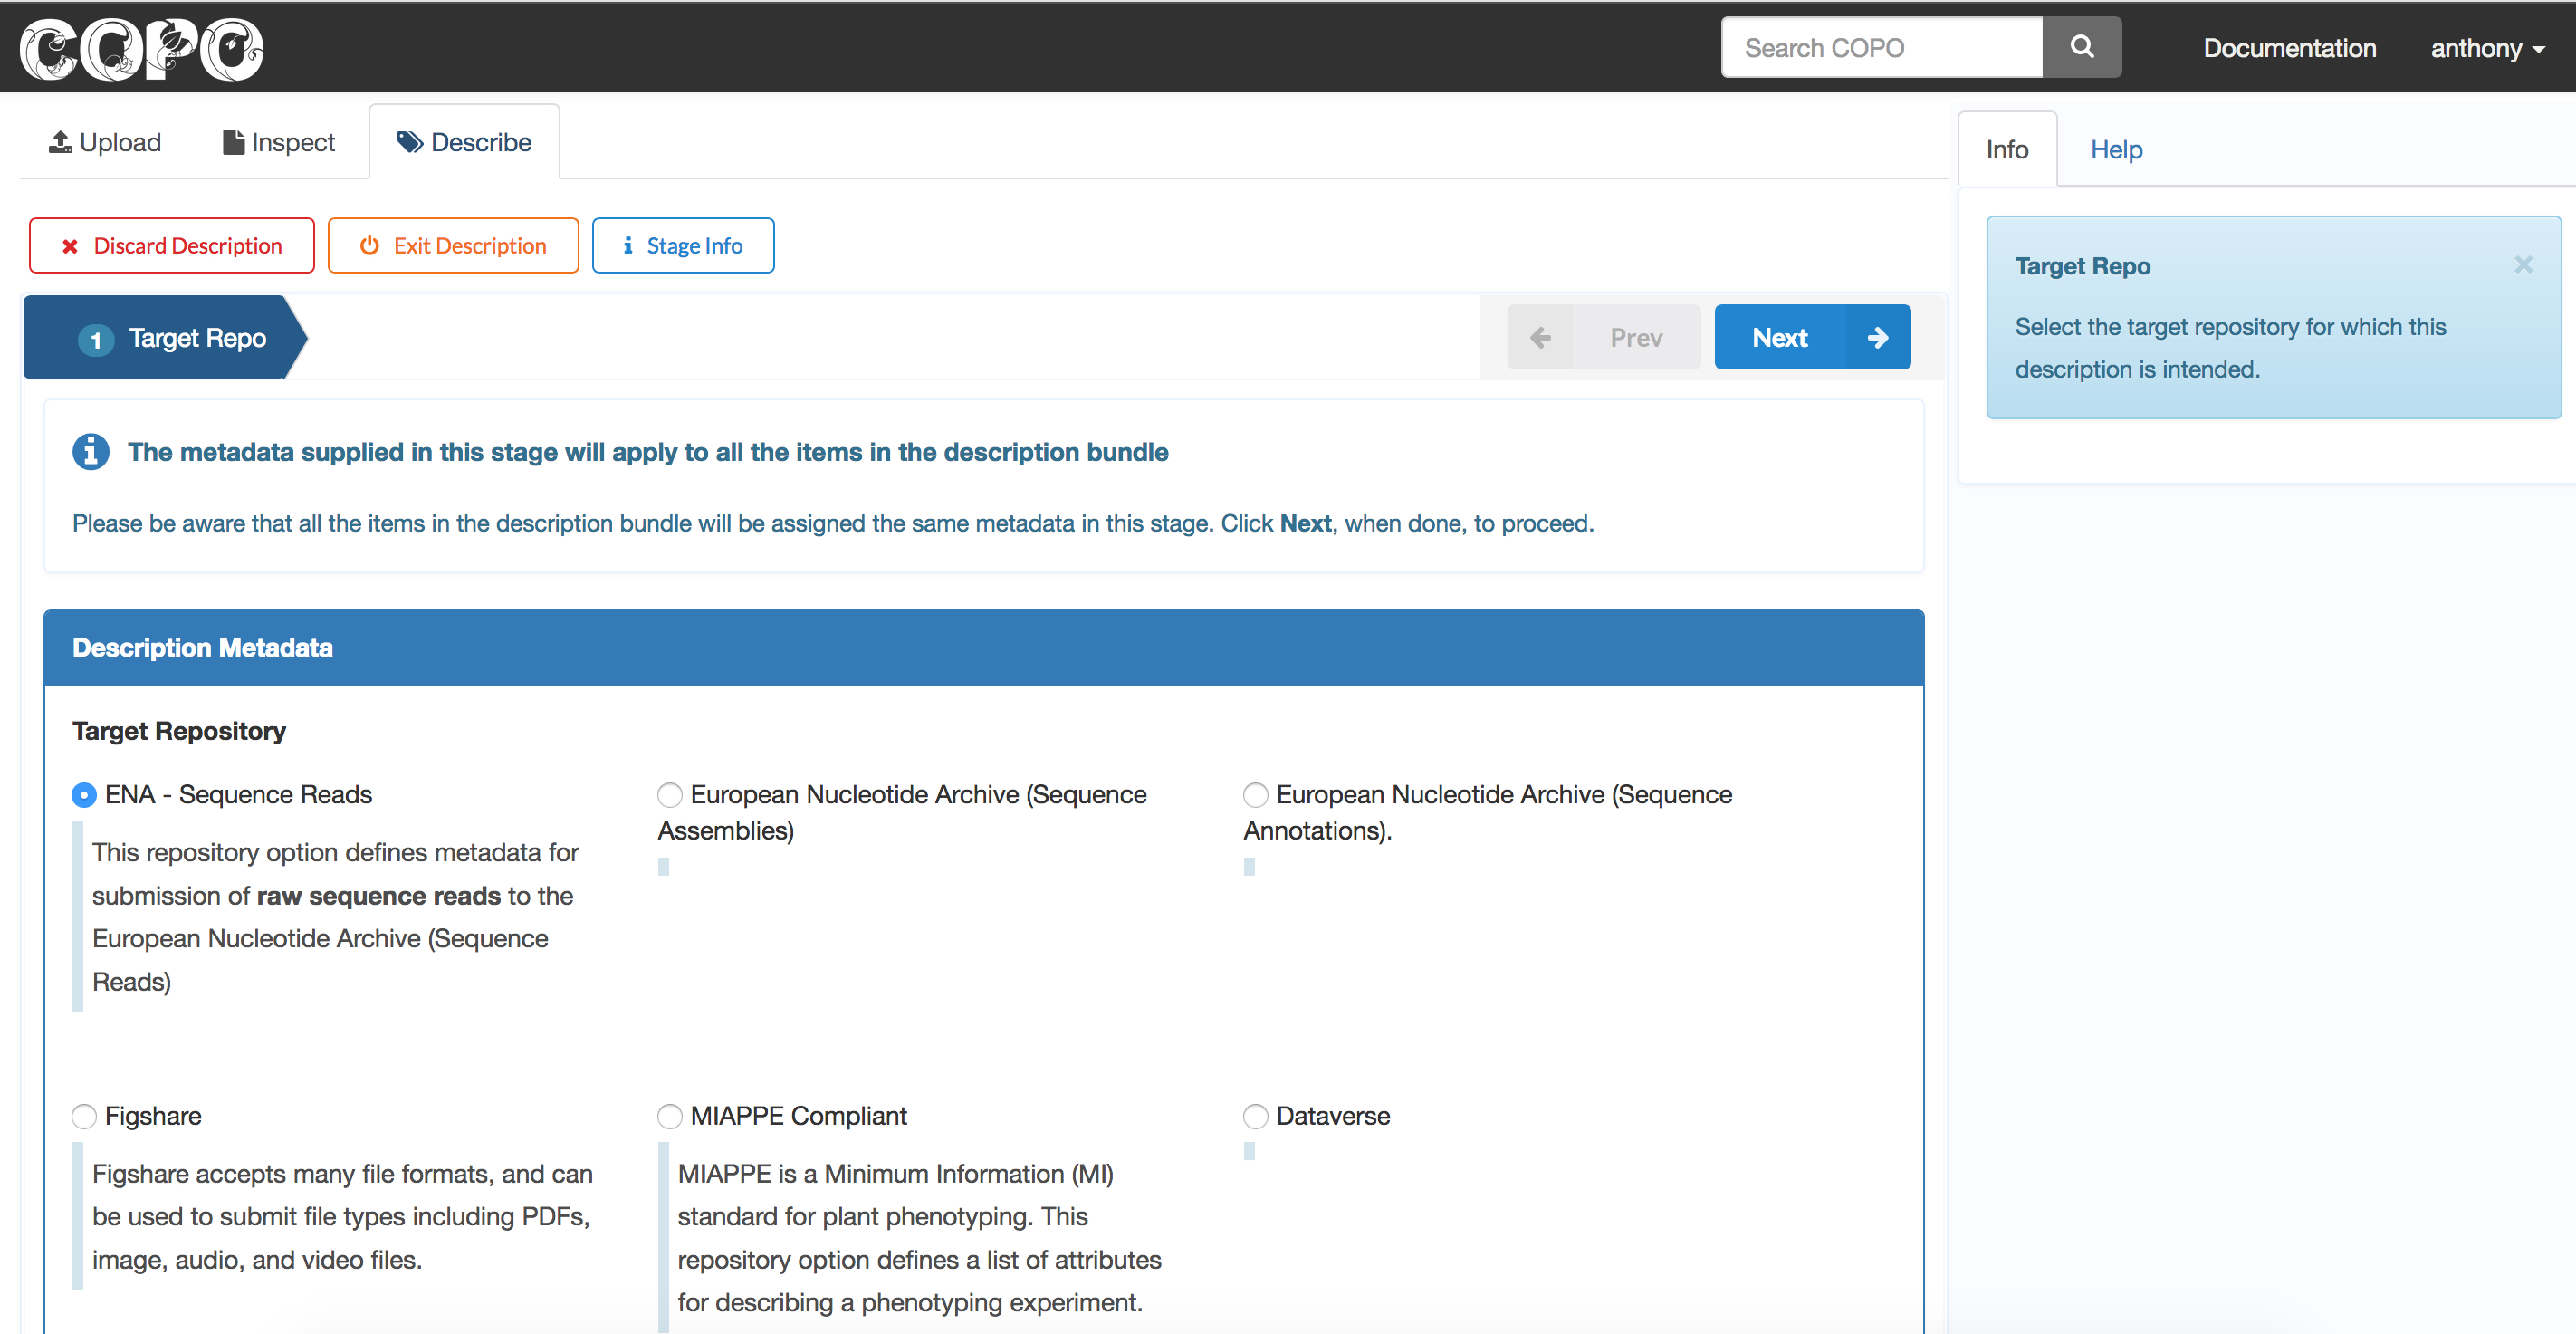 COPO
Search COPO
Documentation
anthony
Upload
Inspect
Describe
Info
Help
Discard Description
Exit Description
Stage Info
1 Target Repo
Prev
Next
Target Repo
Select the target repository for which this
description is intended.
The metadata supplied in this stage will apply to all the items in the description bundle
Please be aware that all the items in the description bundle will be assigned the same metadata in this stage. Click Next, when done, to proceed.
Description Metadata
Target Repository
ENA - Sequence Reads
This repository option defines metadata for
submission of raw sequence reads to the
European Nucleotide Archive (Sequence
Reads)
European Nucleotide Archive (Sequence
Assemblies)
European Nucleotide Archive (Sequence
Annotations).
Figshare
Figshare accepts many file formats, and can
be used to submit file types including PDFs,
image, audio, and video files.
MIAPPE Compliant
MIAPPE is a Minimum Information (MI)
standard for plant phenotyping. This
repository option defines a list of attributes
for describing a phenotyping experiment.
Dataverse